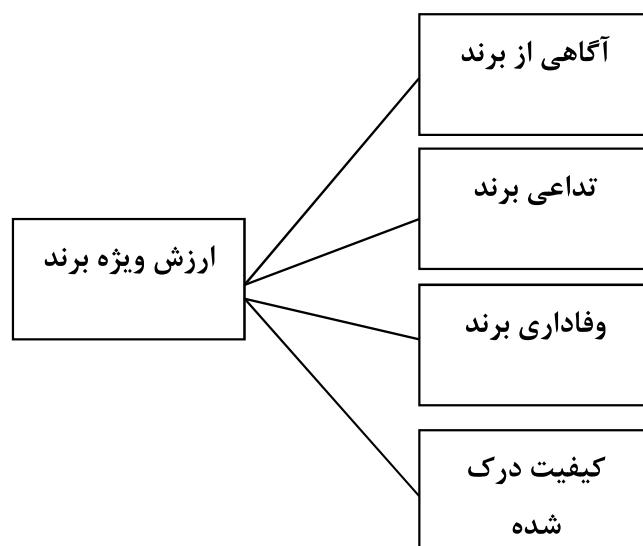 آگاهی از برند
تداعی برند
ارزش ویژه برند
وفاداری برند
کیفیت درک
شده